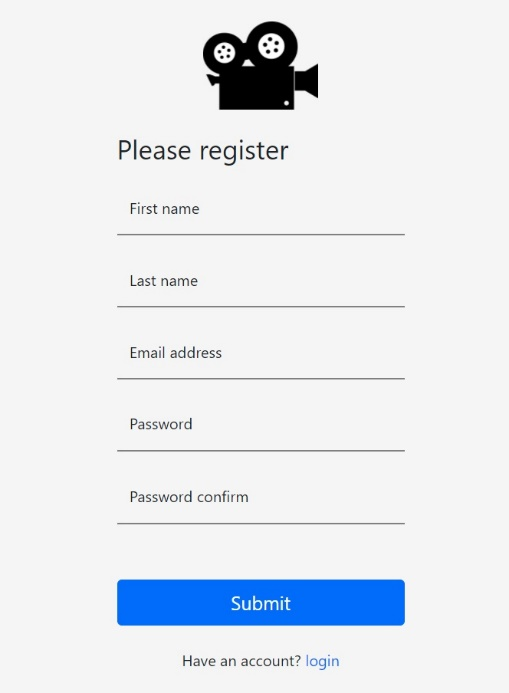 Please register
First name
Last name
Email address
Password
Password confirm
Submit
Have an account? login